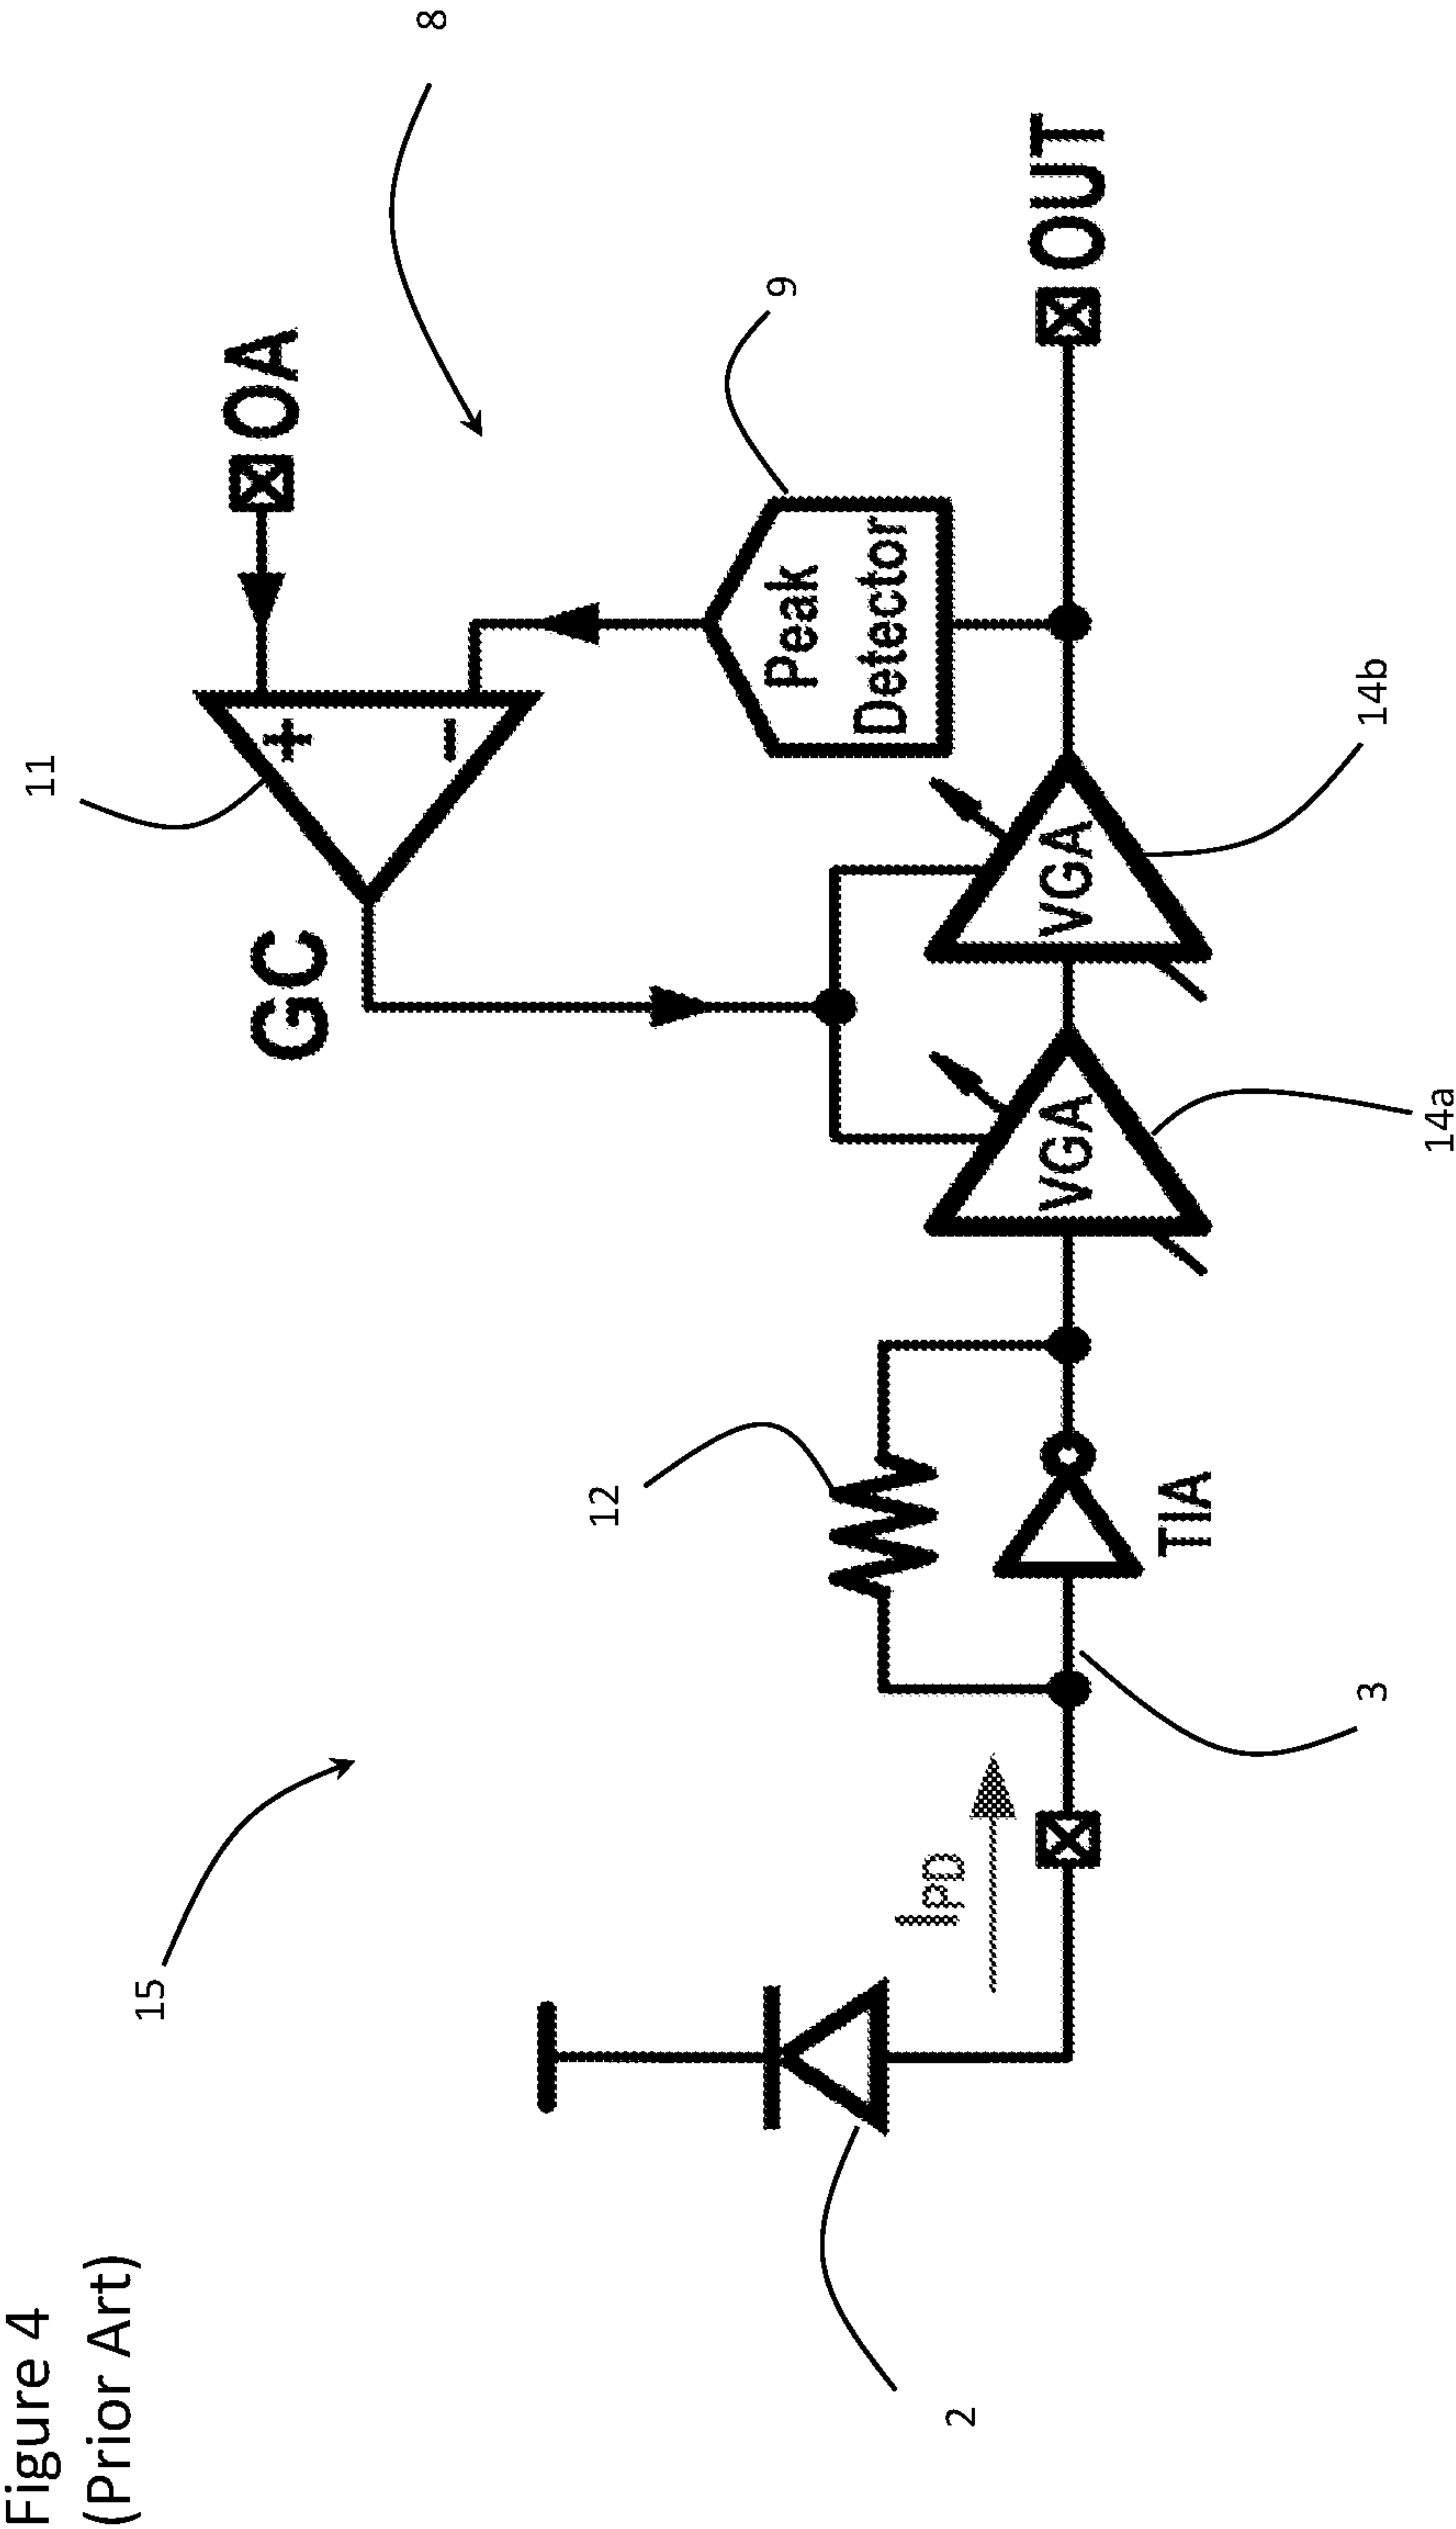 Figure 4
(Prior Art)
15
11
GC
OA
8
+
−
12
Peak
Detector
9
IPD
VGA
VGA
OUT
TIA
2
3
14a
14b